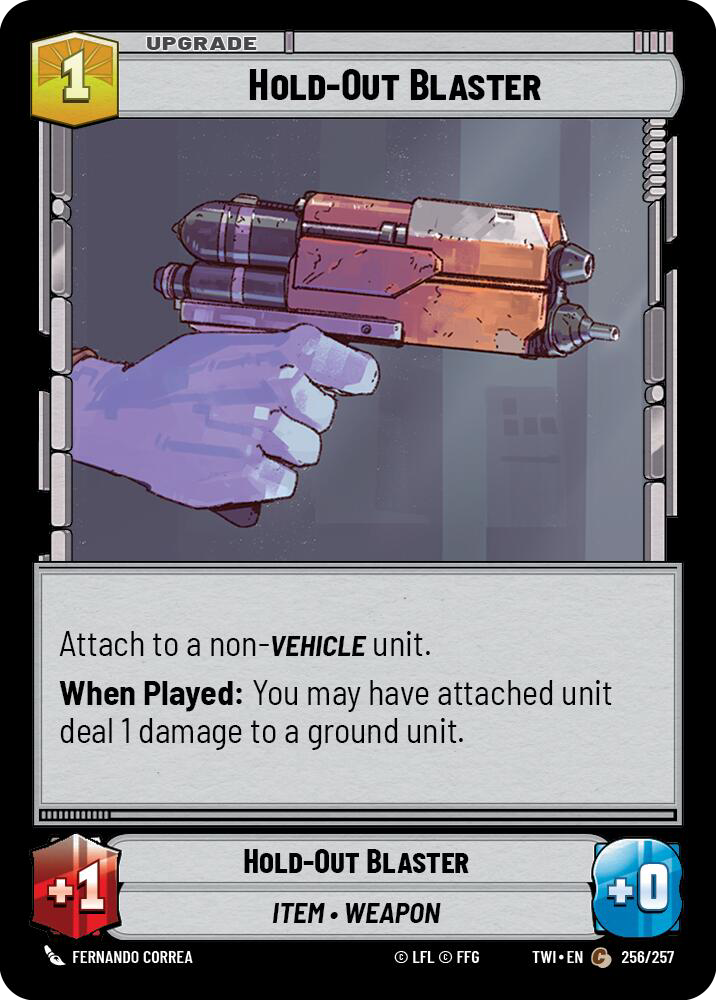 UPGRADE
1
HOLD-OUT BLASTER
Attach to a non-VEHICLE unit.
When Played: You may have attached unit
deal 1 damage to a ground unit.
+1
HOLD-OUT BLASTER
+0
ITEM • WEAPON
FERNANDO CORREA
© LFL © FFG
TWI • EN
C
256/257